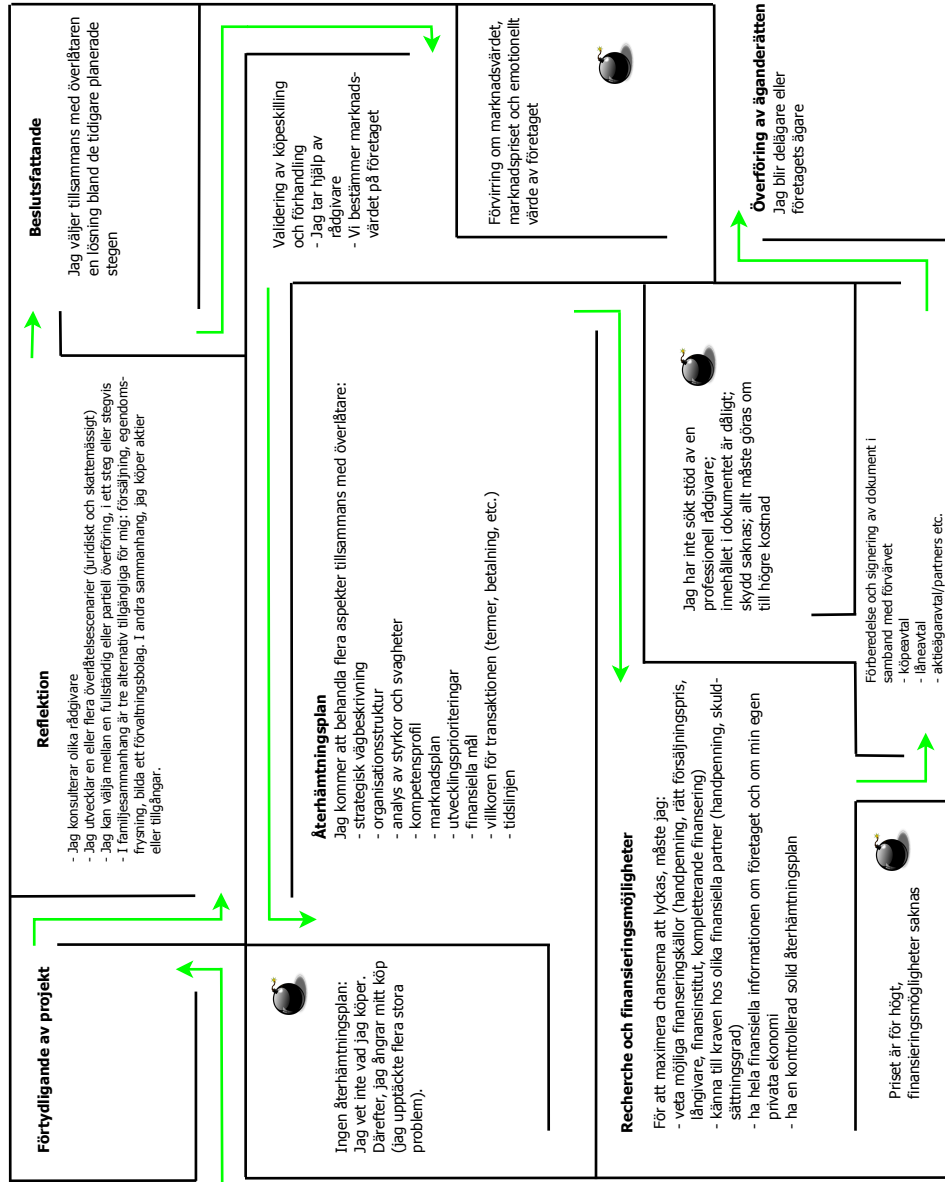 Förtydligande av projekt
Reflektion
- Jag konsulterar olika rådgivare
- Jag utvecklar en eller flera överlåtelsescenarier (juridiskt och skattemässigt)
- Jag kan välja mellan en fullständig eller partiell överföring, i ett steg eller stegvis
- I familjesammanhang är tre alternativ tillgängliga för mig: försäljning, egendoms-
frysning, bilda ett förvaltningsbolag. I andra sammanhang, jag köper aktier
eller tillgångar.
Beslutsfattande
Jag väljer tillsammans med överlåtaren
en lösning bland de tidigare planerade
stegen
Validering av köpeskilling
och förhandling
- Jag tar hjälp av
rådgivare
- Vi bestämmer marknads-
värdet på företaget
Förvirring om marknadsvärdet,
marknadspriset och emotionellt
värde av företaget
Ingen återhämtningsplan:
Jag vet inte vad jag köper.
Därefter, jag ångrar mitt köp
(jag upptäckte flera stora
problem).
Återhämtningsplan
Jag kommer att behandla flera aspekter tillsammans med överlåtare:
- strategisk vägbeskrivning
- organisationsstruktur
- analys av styrkor och svagheter
- kompetensprofil
- marknadsplan
- utvecklingsprioriteringar
- finansiella mål
- villkoren för transaktionen (termer, betalning, etc.)
- tidslinjen
Recherche och finansieringsmöjligheter
För att maximera chanserna att lyckas, måste jag:
- veta möjliga finanseringskällor (handpenning, rätt försäljningspris,
långivare, finansinstitut, kompletterande finansering)
- känna till kraven hos olika finansiella partner (handpenning, skuld-
sättningsgrad)
- ha hela finansiella informationen om företaget och om min egen
privata ekonomi
- ha en kontrollerad solid återhämtningsplan
Jag har inte sökt stöd av en
professionell rådgivare;
innehållet i dokumentet är dåligt;
skydd saknas; allt måste göras om
till högre kostnad
Priset är för högt,
finansieringsmögligheter saknas
Förberedelse och signering av dokument i
samband med förvärvet
- köpeavtal
- låneavtal
- aktieägaravtal/partners etc.
Överföring av äganderätten
Jag blir delägare eller
företagets ägare